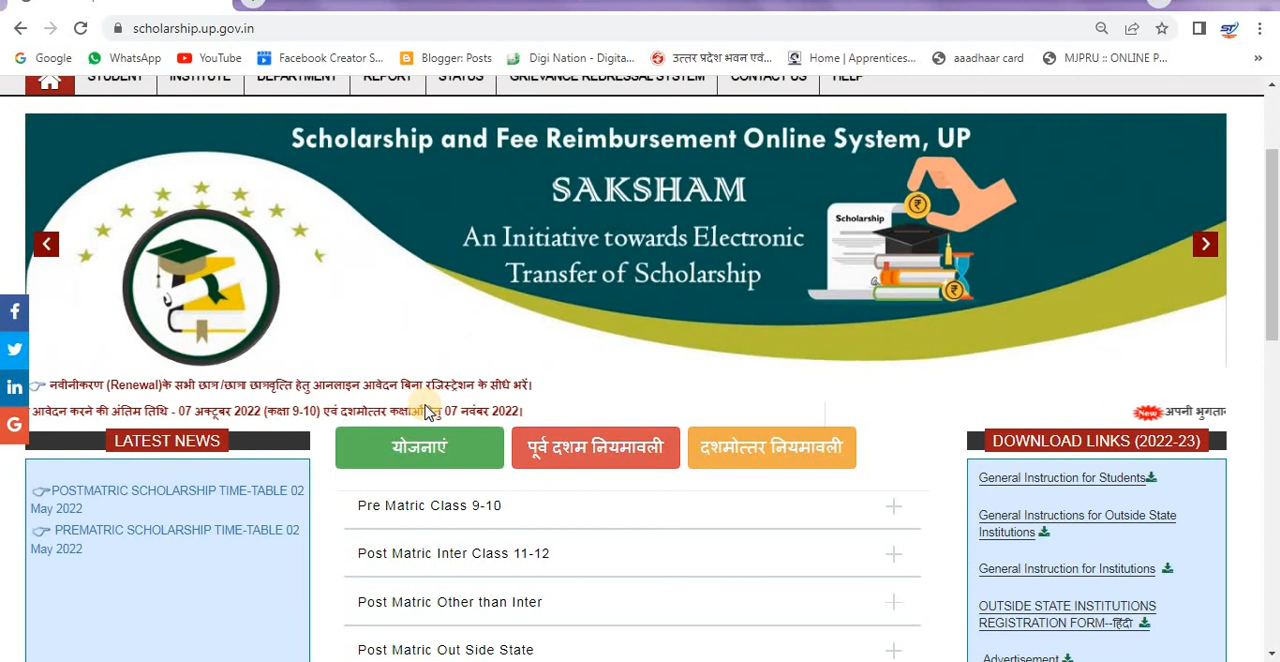 scholarship.up.gov.in
Google WhatsApp YouTube Facebook Creator S... Blogger: Posts Digi Nation - Digita... उत्तर प्रदेश भवन एवं... Home | Apprentices... aaadhaar card MJPRU :: ONLINE P... »
STUDENT INSTITUTE DEPARTMENT REPORT STATUS GRIEVANCE REDRESSAL SYSTEM CONTACT US HELP
Scholarship and Fee Reimbursement Online System, UP
SAKSHAM
An Initiative towards Electronic
Transfer of Scholarship
Scholarship
नवीनीकरण (Renewal)के सभी छात्र/छात्रा छात्रवृत्ति हेतु आनलाइन आवेदन बिना रजिस्ट्रेशन के सीधे भरें।
आवेदन करने की अंतिम तिथि - 07 अक्टूबर 2022 (कक्षा 9-10) एवं दशमोत्तर 07 नवंबर 2022।
New अपनी
LATEST NEWS
POSTMATRIC SCHOLARSHIP TIME-TABLE 02
May 2022
PREMATRIC SCHOLARSHIP TIME-TABLE 02
May 2022
योजनाएं
पूर्व दशम नियमावली
दशमोत्तर नियमावली
Pre Matric Class 9-10
Post Matric Inter Class 11-12
Post Matric Other than Inter
Post Matric Out Side State
DOWNLOAD LINKS (2022-23)
General Instruction for Students
General Instructions for Outside State
Institutions
General Instruction for Institutions
OUTSIDE STATE INSTITUTIONS
REGISTRATION FORM--हिंदी
Advertisement